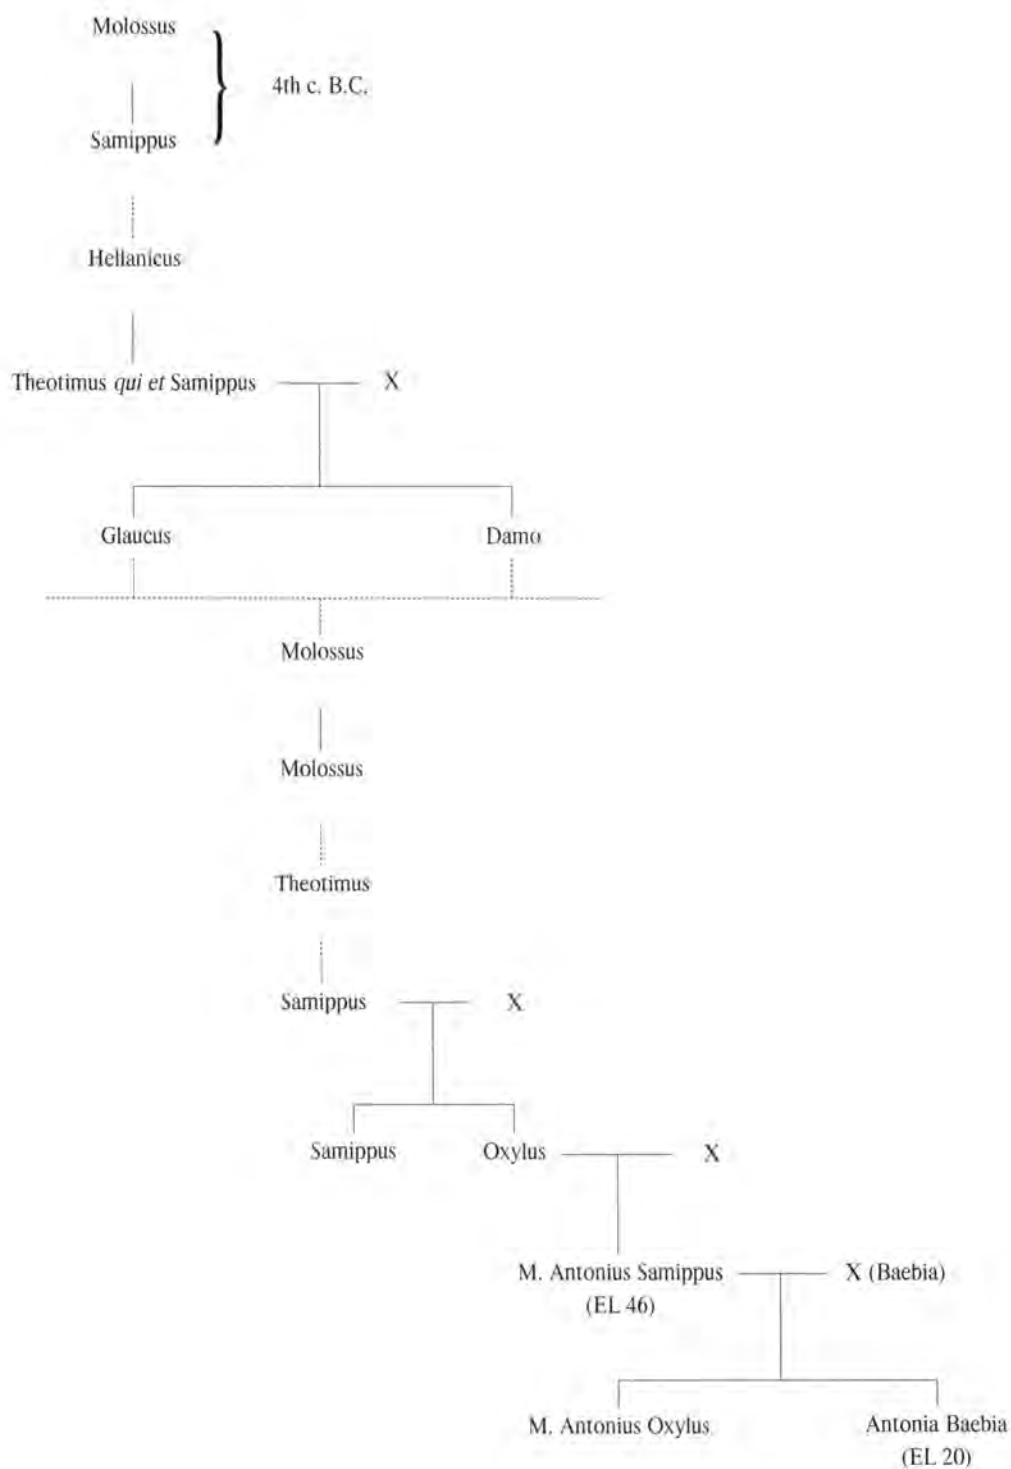 Molossus
4th c. B.C.
Samippus
Hellanicus
Theotimus qui et Samippus X
Glaucus Damo
Molossus
Molossus
Theotimus
Samippus X
Samippus Oxylus X
M. Antonius Samippus X (Baebia)
(EL 46)
M. Antonius Oxylus Antonia Baebia
(EL 20)